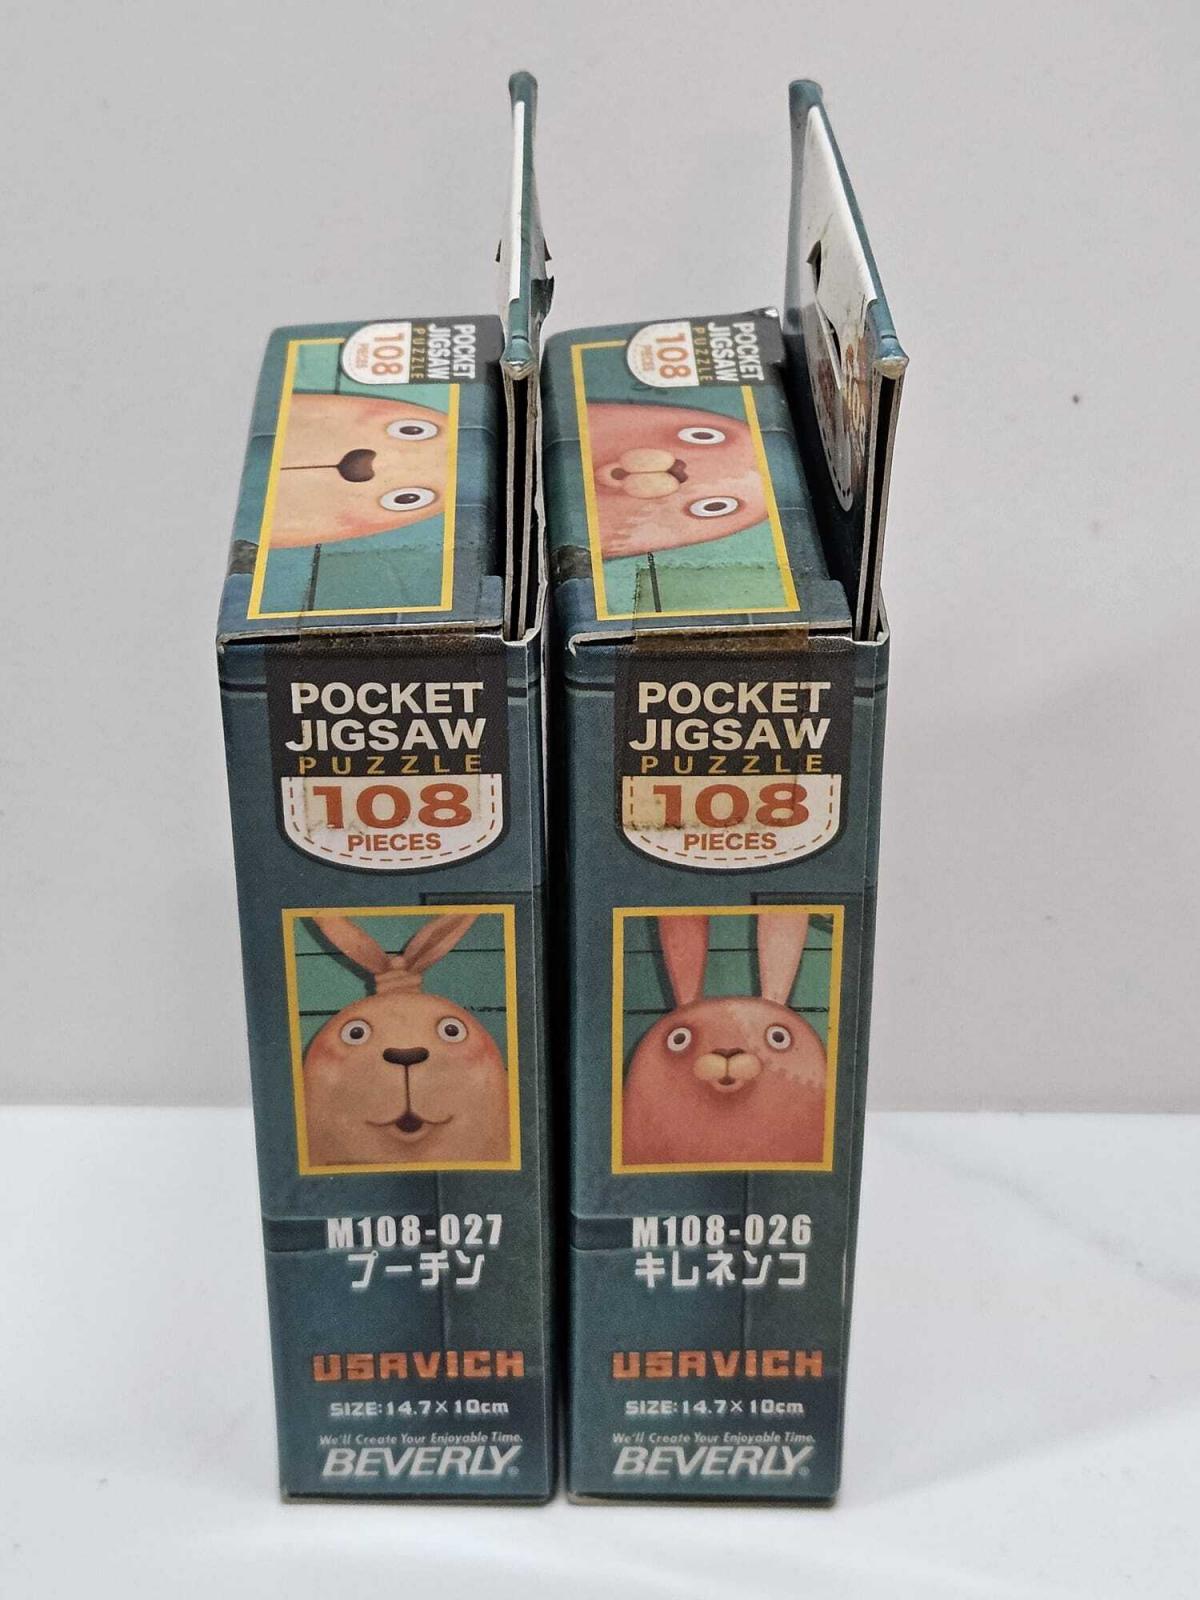 POCKET
JIGSAW
PUZZLE
108
PIECES
POCKET
JIGSAW
PUZZLE
108
PIECES
POCKET
JIGSAW
PUZZLE
108
PIECES
M108-027
プーチン
USAVICH
SIZE:14.7×10cm
We'll Create Your Enjoyable Time.
BEVERLY®
POCKET
JIGSAW
PUZZLE
108
PIECES
M108-026
キレネンコ
USAVICH
SIZE:14.7×10cm
We'll Create Your Enjoyable Time.
BEVERLY®